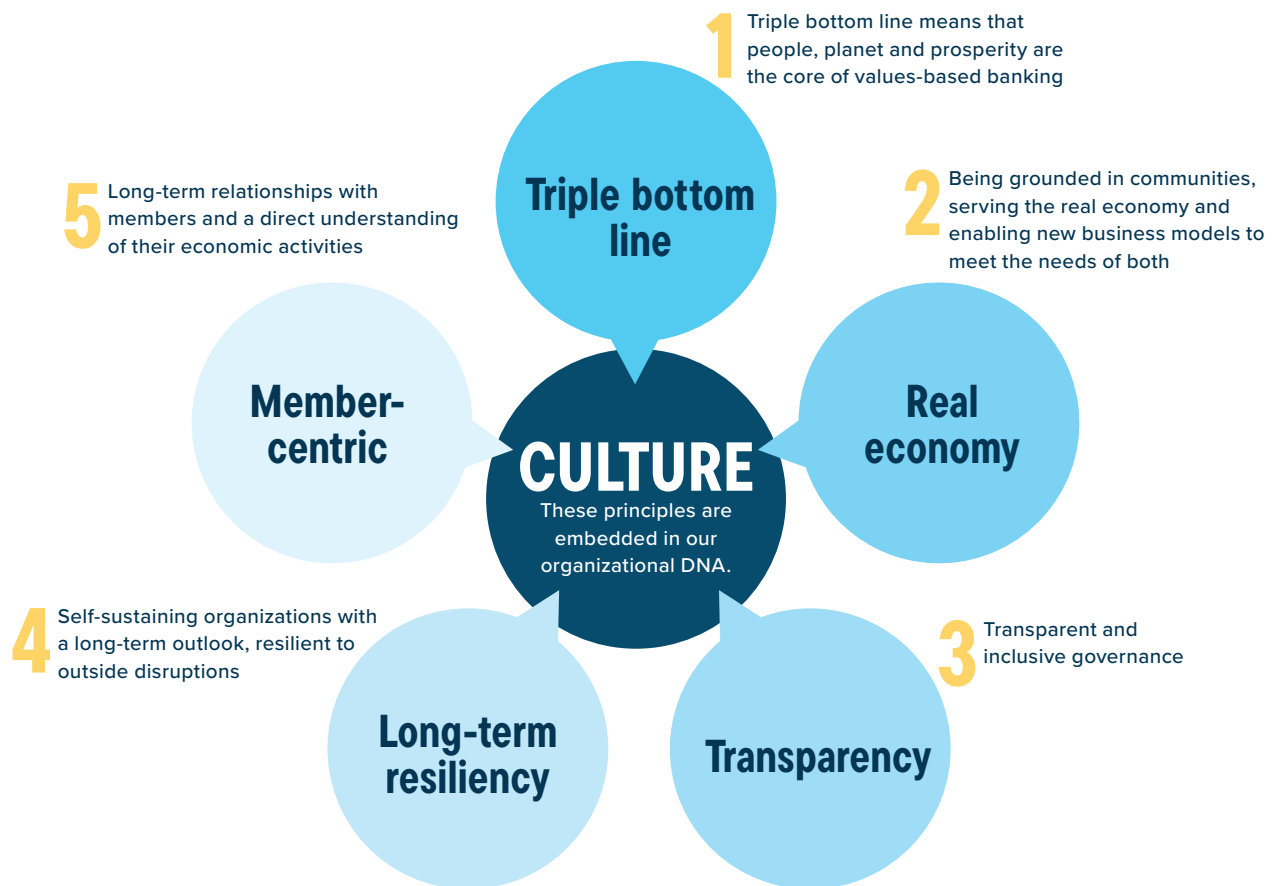 1
Triple bottom line means that
people, planet and prosperity are
the core of values-based banking
Triple bottom
line
2
Being grounded in communities,
serving the real economy and
enabling new business models to
meet the needs of both
Real
economy
3
Transparent and
inclusive governance
Transparency
4
Self-sustaining organizations with
a long-term outlook, resilient to
outside disruptions
Long-term
resiliency
5
Long-term relationships with
members and a direct understanding
of their economic activities
Member-
centric
CULTURE
These principles are
embedded in our
organizational DNA.